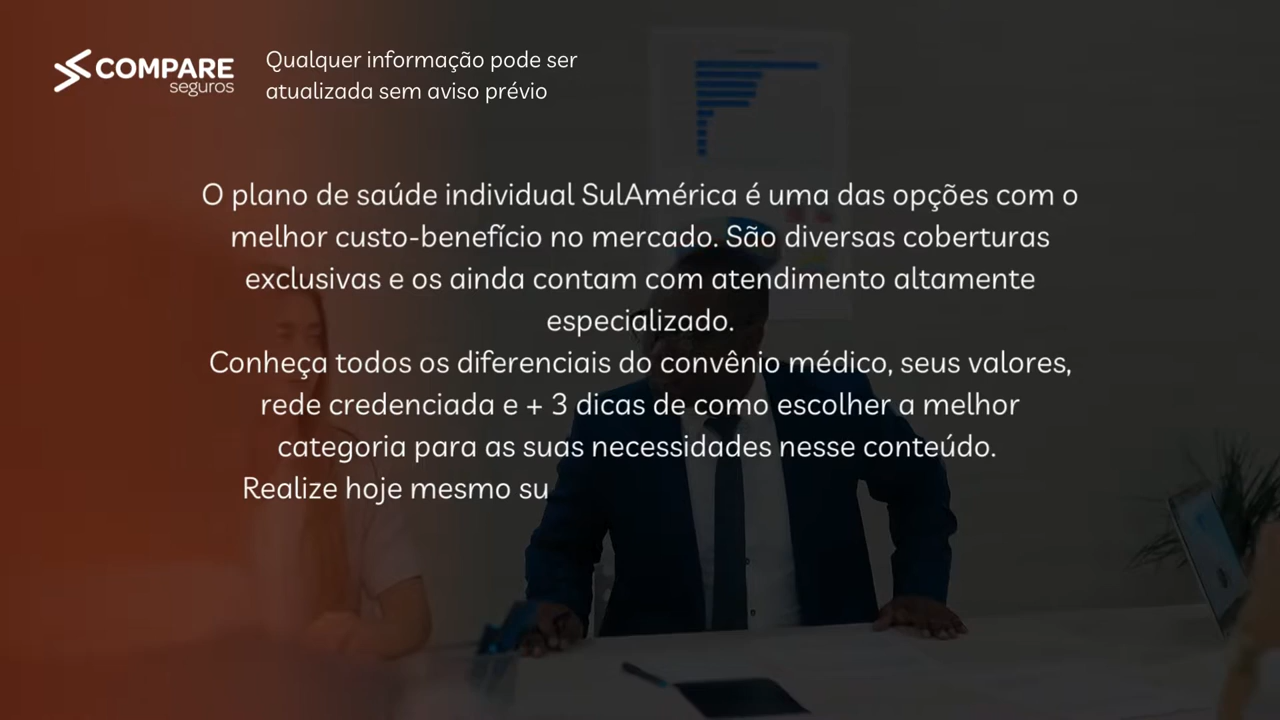 COMPARE
seguros
Qualquer informação pode ser
atualizada sem aviso prévio
O plano de saúde individual SulAmérica é uma das opções com o
melhor custo-benefício no mercado. São diversas coberturas
exclusivas e os ainda contam com atendimento altamente
especializado.
Conheça todos os diferenciais do convênio médico, seus valores,
rede credenciada e + 3 dicas de como escolher a melhor
categoria para as suas necessidades nesse conteúdo.
Realize hoje mesmo su